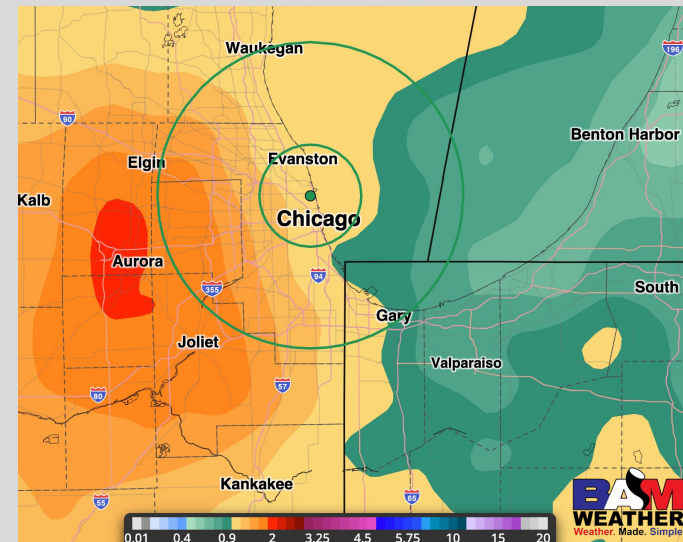 Waukegan
196
90
Benton Harbor
Elgin
Evanston
Kalb
Chicago
Aurora
94
355
South
Gary
Joliet
Valparaiso
80
57
Kankakee
55
65
BAM
WEATHER
Weather. Made. Simple
0.01 0.4 0.9 2 3.25 4.5 5.75 10 15 20